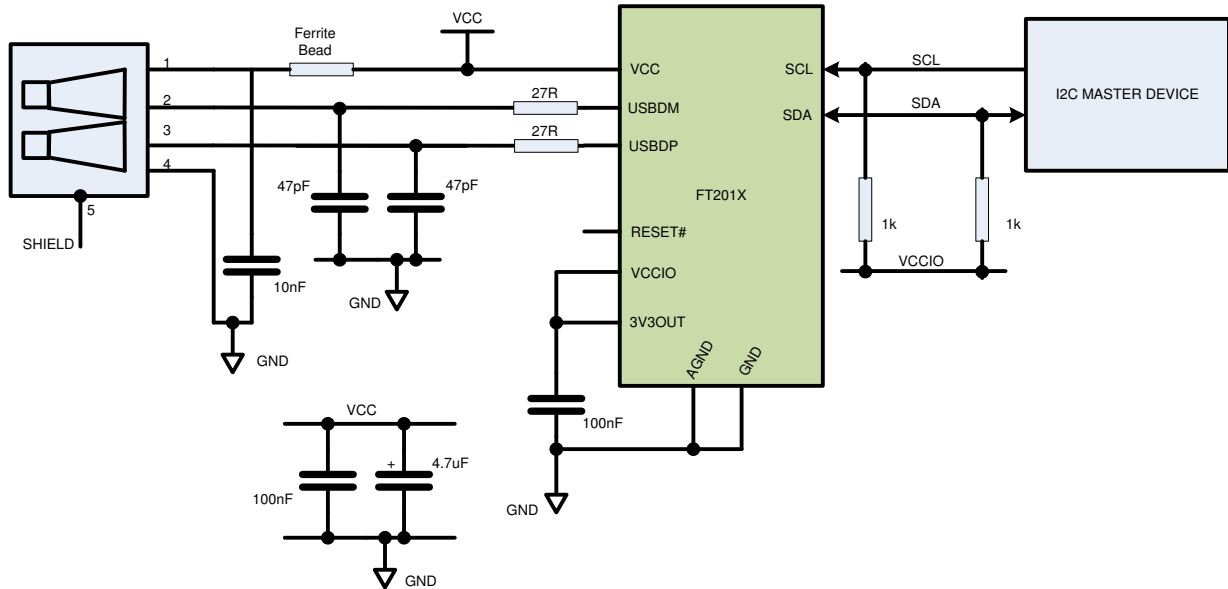 VCC
Ferrite
Bead
1
2
3
4
5
SHIELD
27R
27R
47pF
47pF
10nF
GND
GND
VCC
USBDM
USBDP
RESET#
VCCIO
3V3OUT
AGND
GND
SCL
SDA
FT201X
SCL
SDA
I2C MASTER DEVICE
1k
1k
VCCIO
100nF
GND
VCC
100nF
+
4.7uF
GND